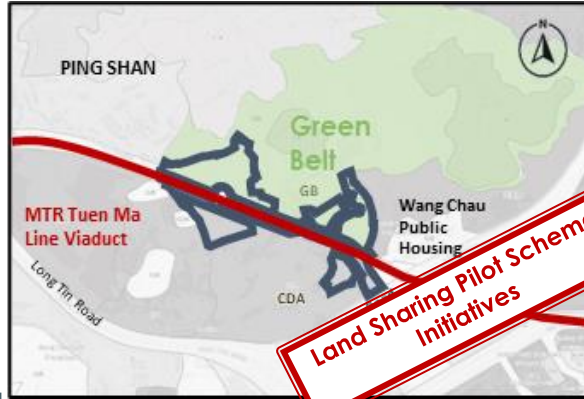 N
PING SHAN
Green
Belt
GB
MTR Tuen Ma
Line Viaduct
Wang Chau
Public
Housing
Long Tin Road
CDA
Land Sharing Pilot Scheme
Initiatives